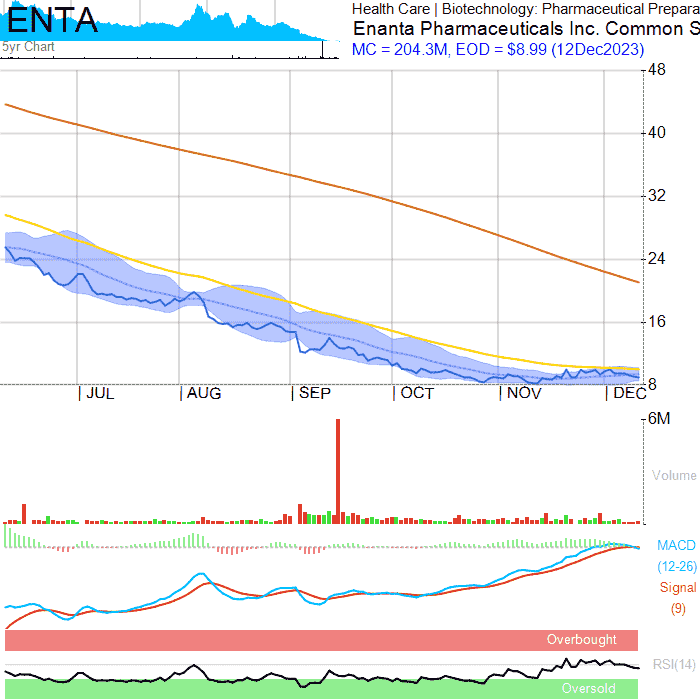 ENTA
5yr Chart
Health Care | Biotechnology: Pharmaceutical Prepara
Enanta Pharmaceuticals Inc. Common S
MC = 204.3M, EOD = $8.99 (12Dec2023)
48
40
32
24
16
8
| JUL | AUG | SEP | OCT | NOV | DEC
6M
Volume
MACD
(12-26)
Signal
(9)
Overbought
RSI(14)
Oversold